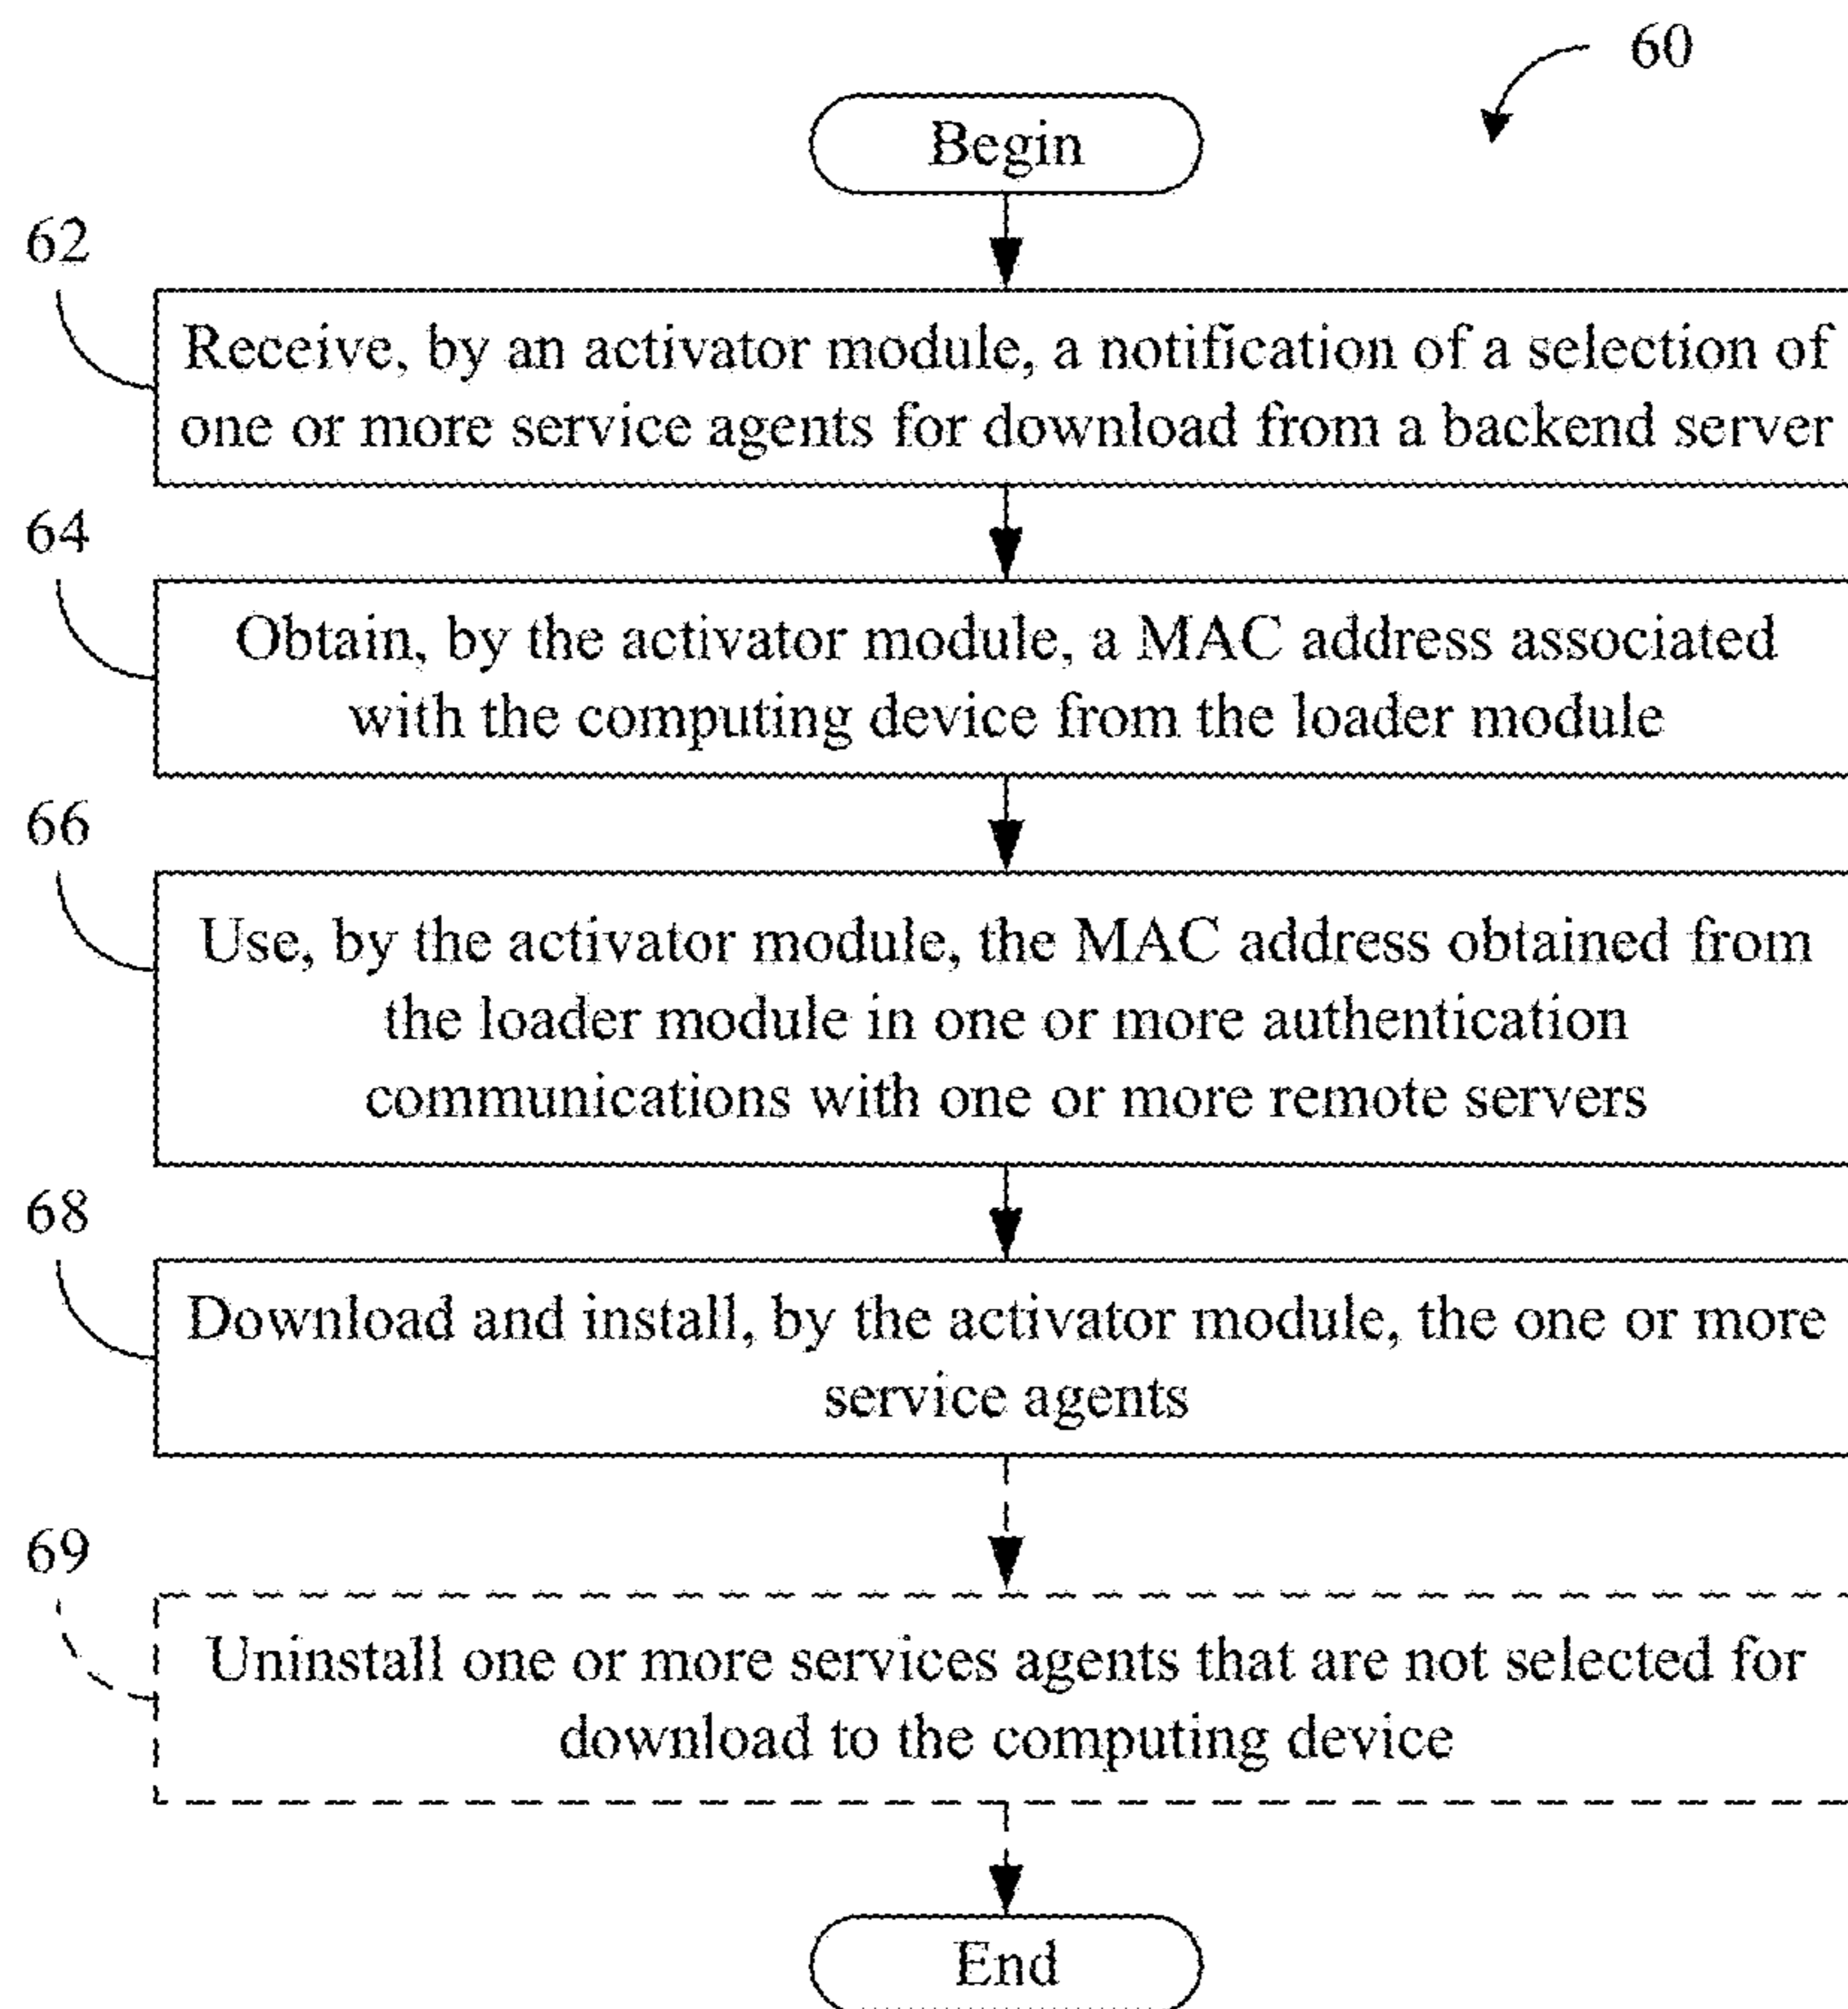 60
Begin
62
Receive, by an activator module, a notification of a selection of
one or more service agents for download from a backend server
64
Obtain, by the activator module, a MAC address associated
with the computing device from the loader module
66
Use, by the activator module, the MAC address obtained from
the loader module in one or more authentication
communications with one or more remote servers
68
Download and install, by the activator module, the one or more
service agents
69
Uninstall one or more services agents that are not selected for
download to the computing device
End